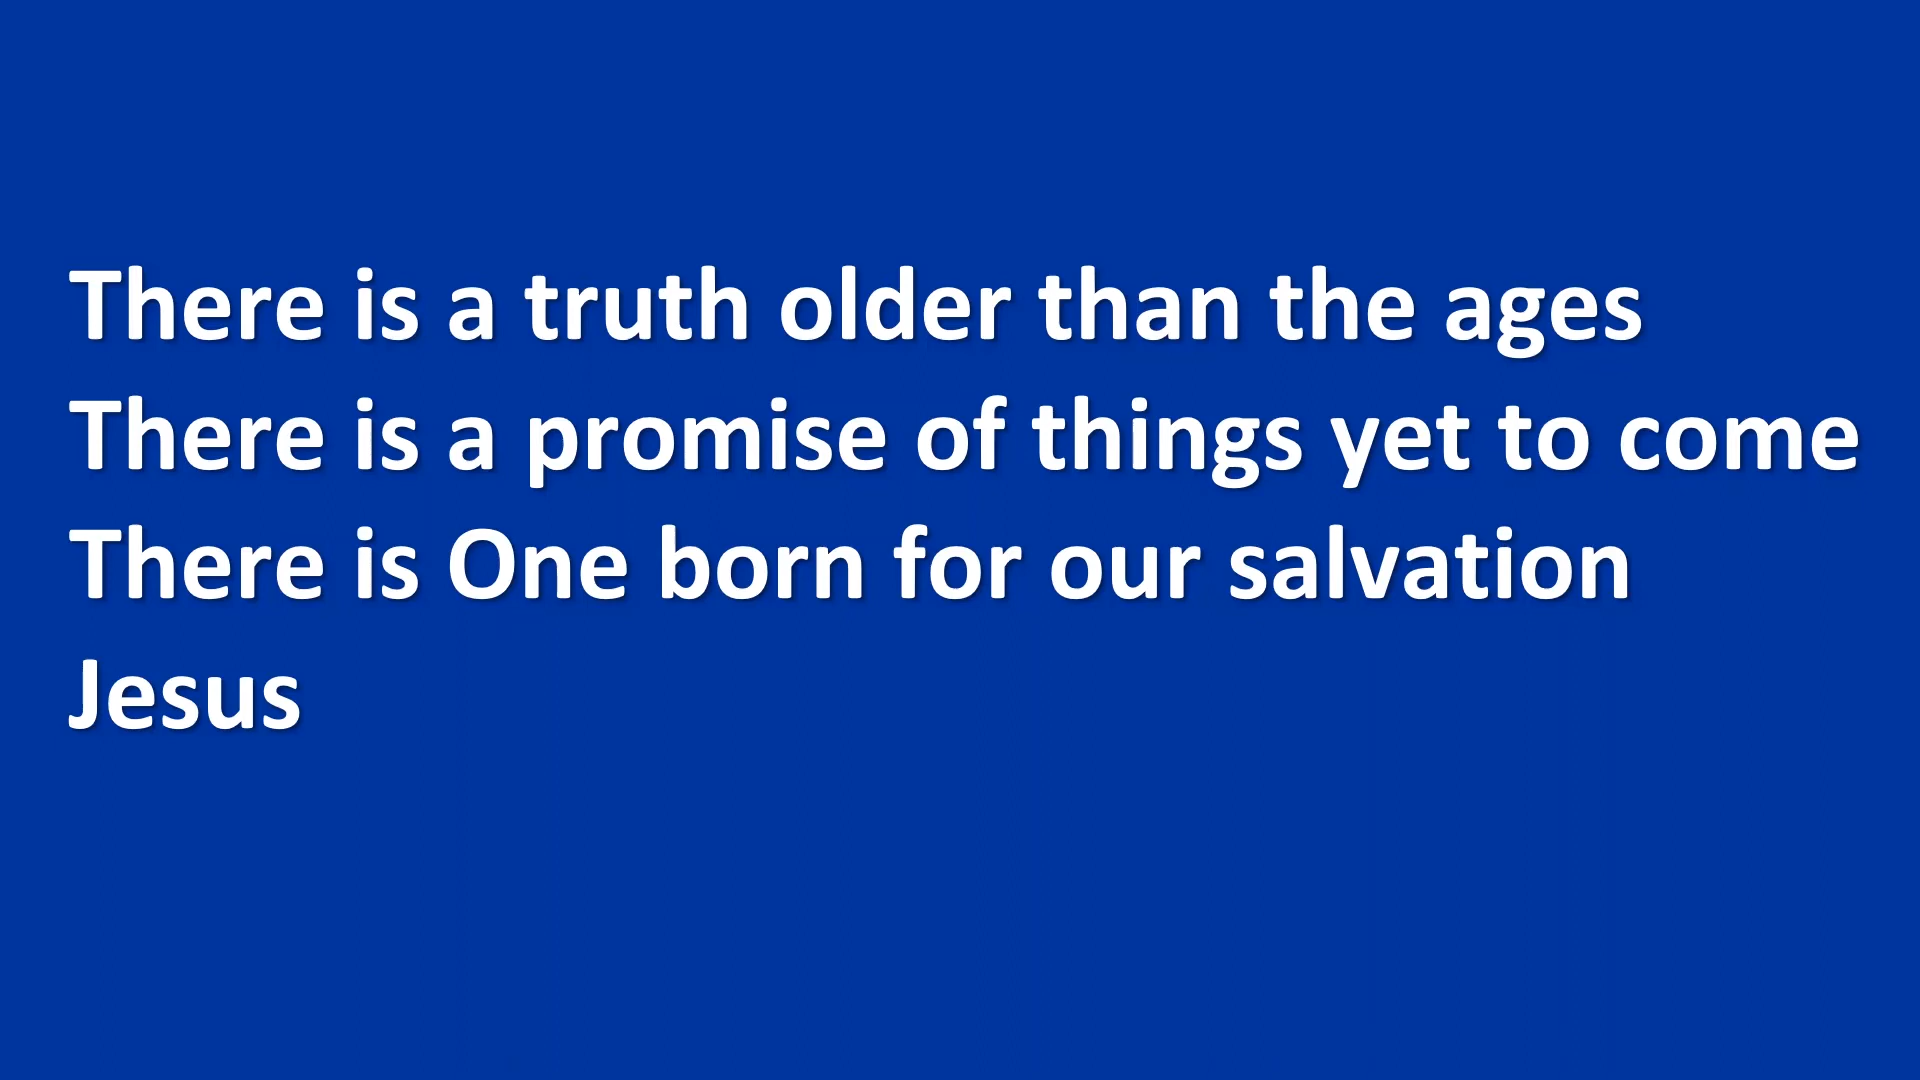 There is a truth older than the ages
There is a promise of things yet to come
There is One born for our salvation
Jesus